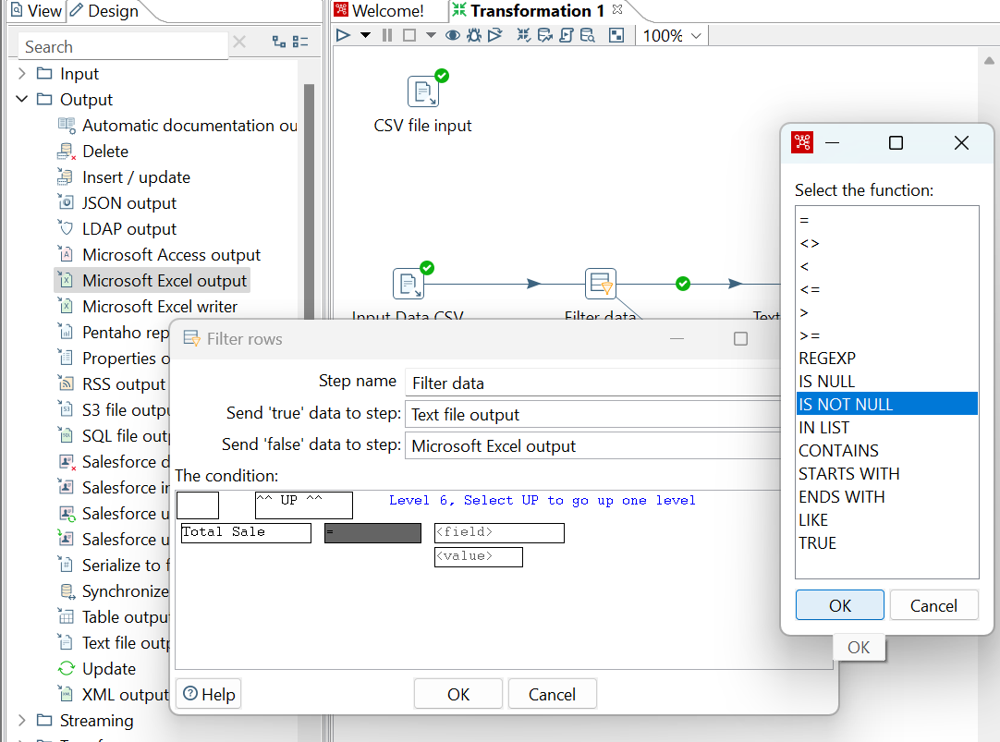 View
Design
Welcome!
Transformation 1
Search
100%
Input
Output
Automatic documentation ou
Delete
Insert / update
JSON output
LDAP output
Microsoft Access output
Microsoft Excel output
Microsoft Excel writer
Pentaho rep
Properties o
RSS output
S3 file outpu
SQL file outp
Salesforce d
Salesforce in
Salesforce u
Salesforce u
Serialize to f
Synchronize
Table outpu
Text file outp
Update
XML output
Streaming
CSV file input
Input Data CSV
Filter data
Text
Filter rows
Step name
Filter data
Send 'true' data to step:
Text file output
Send 'false' data to step:
Microsoft Excel output
The condition:
^^ UP ^^
Level 6, Select UP to go up one level
Total Sale
=
<field>
<value>
Help
OK
Cancel
Select the function:
=
<>
<
<=
>
>=
REGEXP
IS NULL
IS NOT NULL
IN LIST
CONTAINS
STARTS WITH
ENDS WITH
LIKE
TRUE
OK
Cancel
OK